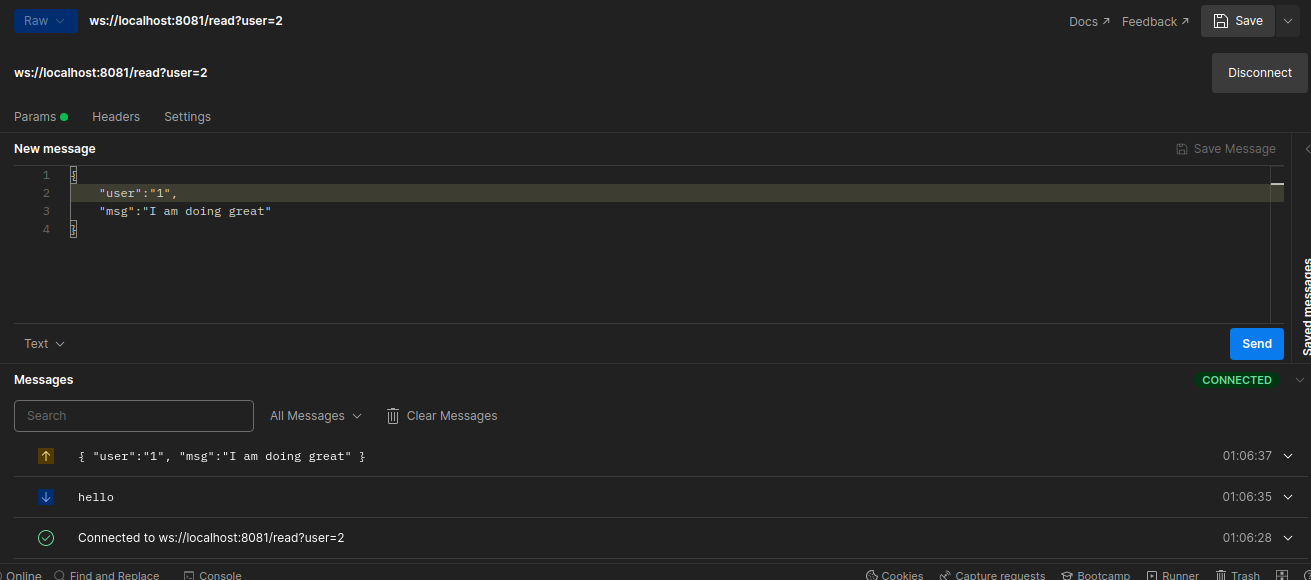 Raw ws://localhost:8081/read?user=2 Docs Feedback Save
ws://localhost:8081/read?user=2 Disconnect
Params Headers Settings
New message Save Message
1 {
2 "user":"1",
3 "msg":"I am doing great"
4 }
Saved messages
Text Send
Messages CONNECTED
Search All Messages Clear Messages
{ "user":"1", "msg":"I am doing great" } 01:06:37
hello 01:06:35
Connected to ws://localhost:8081/read?user=2 01:06:28
Online Find and Replace Console Cookies Capture requests Bootcamp Runner Trash